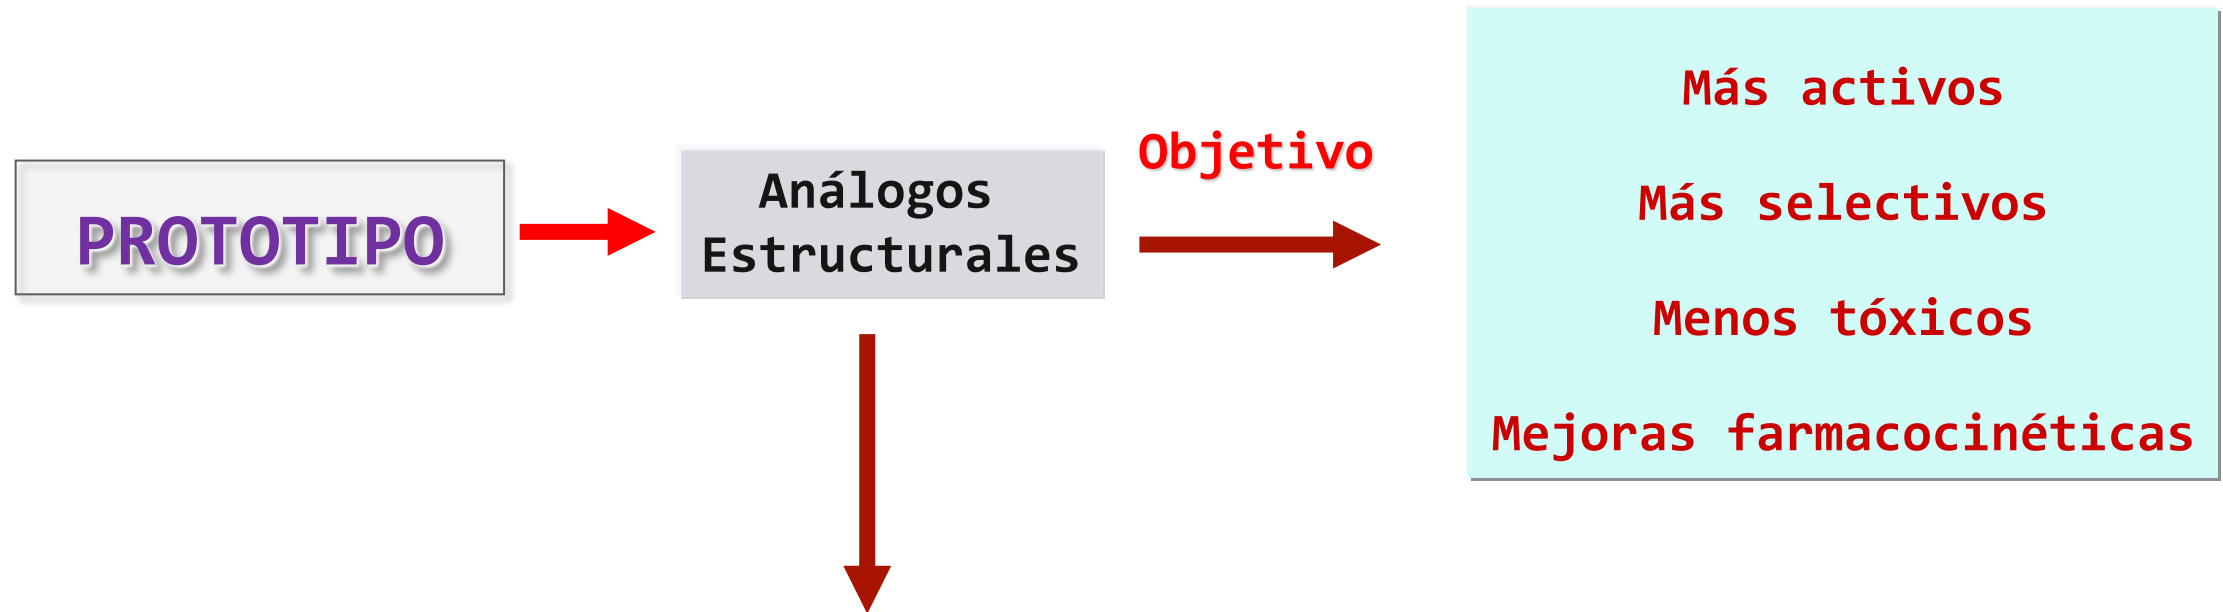 PROTOTIPO
Análogos
Estructurales
Objetivo
Más activos
Más selectivos
Menos tóxicos
Mejoras farmacocinéticas